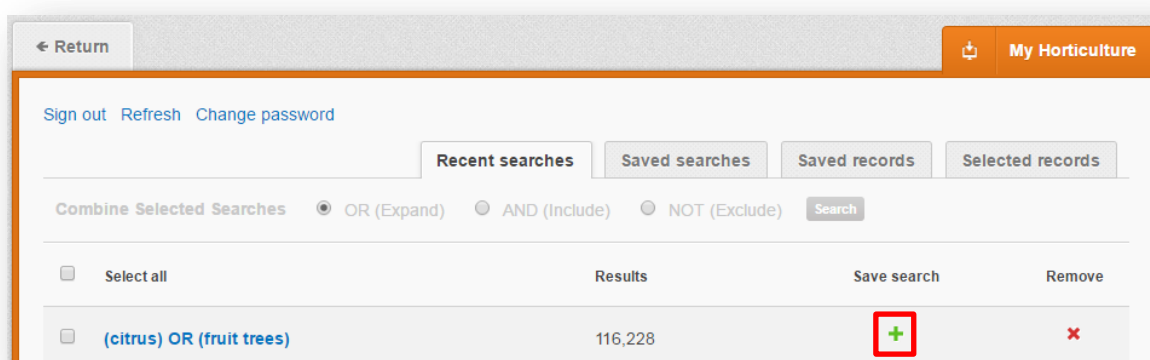 Return
My Horticulture
Sign out Refresh Change password
Recent searches Saved searches Saved records Selected records
Combine Selected Searches OR (Expand) AND (Include) NOT (Exclude) Search
Select all Results Save search Remove
(citrus) OR (fruit trees) 116,228